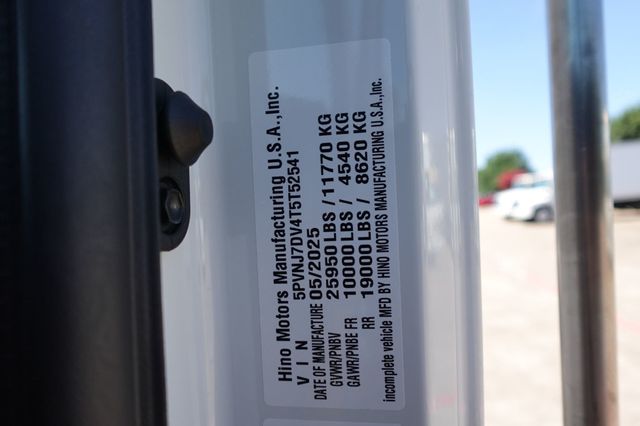 Hino Motors Manufacturing U.S.A.,Inc.
V I N 5PVNJ7DV4T5T52541
DATE OF MANUFACTURE 05/2025
GVWR/PNBV 25950 LBS / 11770 KG
GAWR/PNBE FR 10000 LBS / 4540 KG
RR 19000 LBS / 8620 KG
incomplete vehicle MFD BY HINO MOTORS MANUFACTURING U.S.A.,Inc.